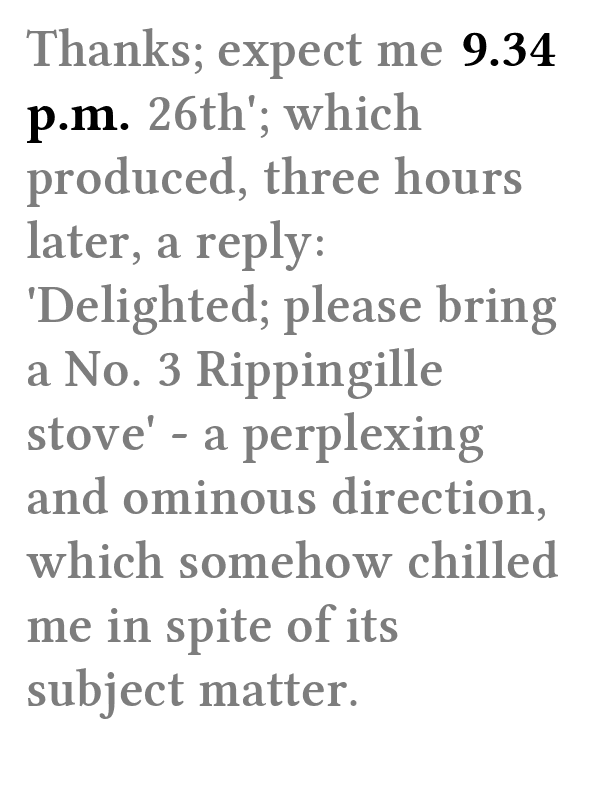 Thanks; expect me 9.34
p.m. 26th'; which
produced, three hours
later, a reply:
'Delighted; please bring
a No. 3 Rippingille
stove' - a perplexing
and ominous direction,
which somehow chilled
me in spite of its
subject matter.